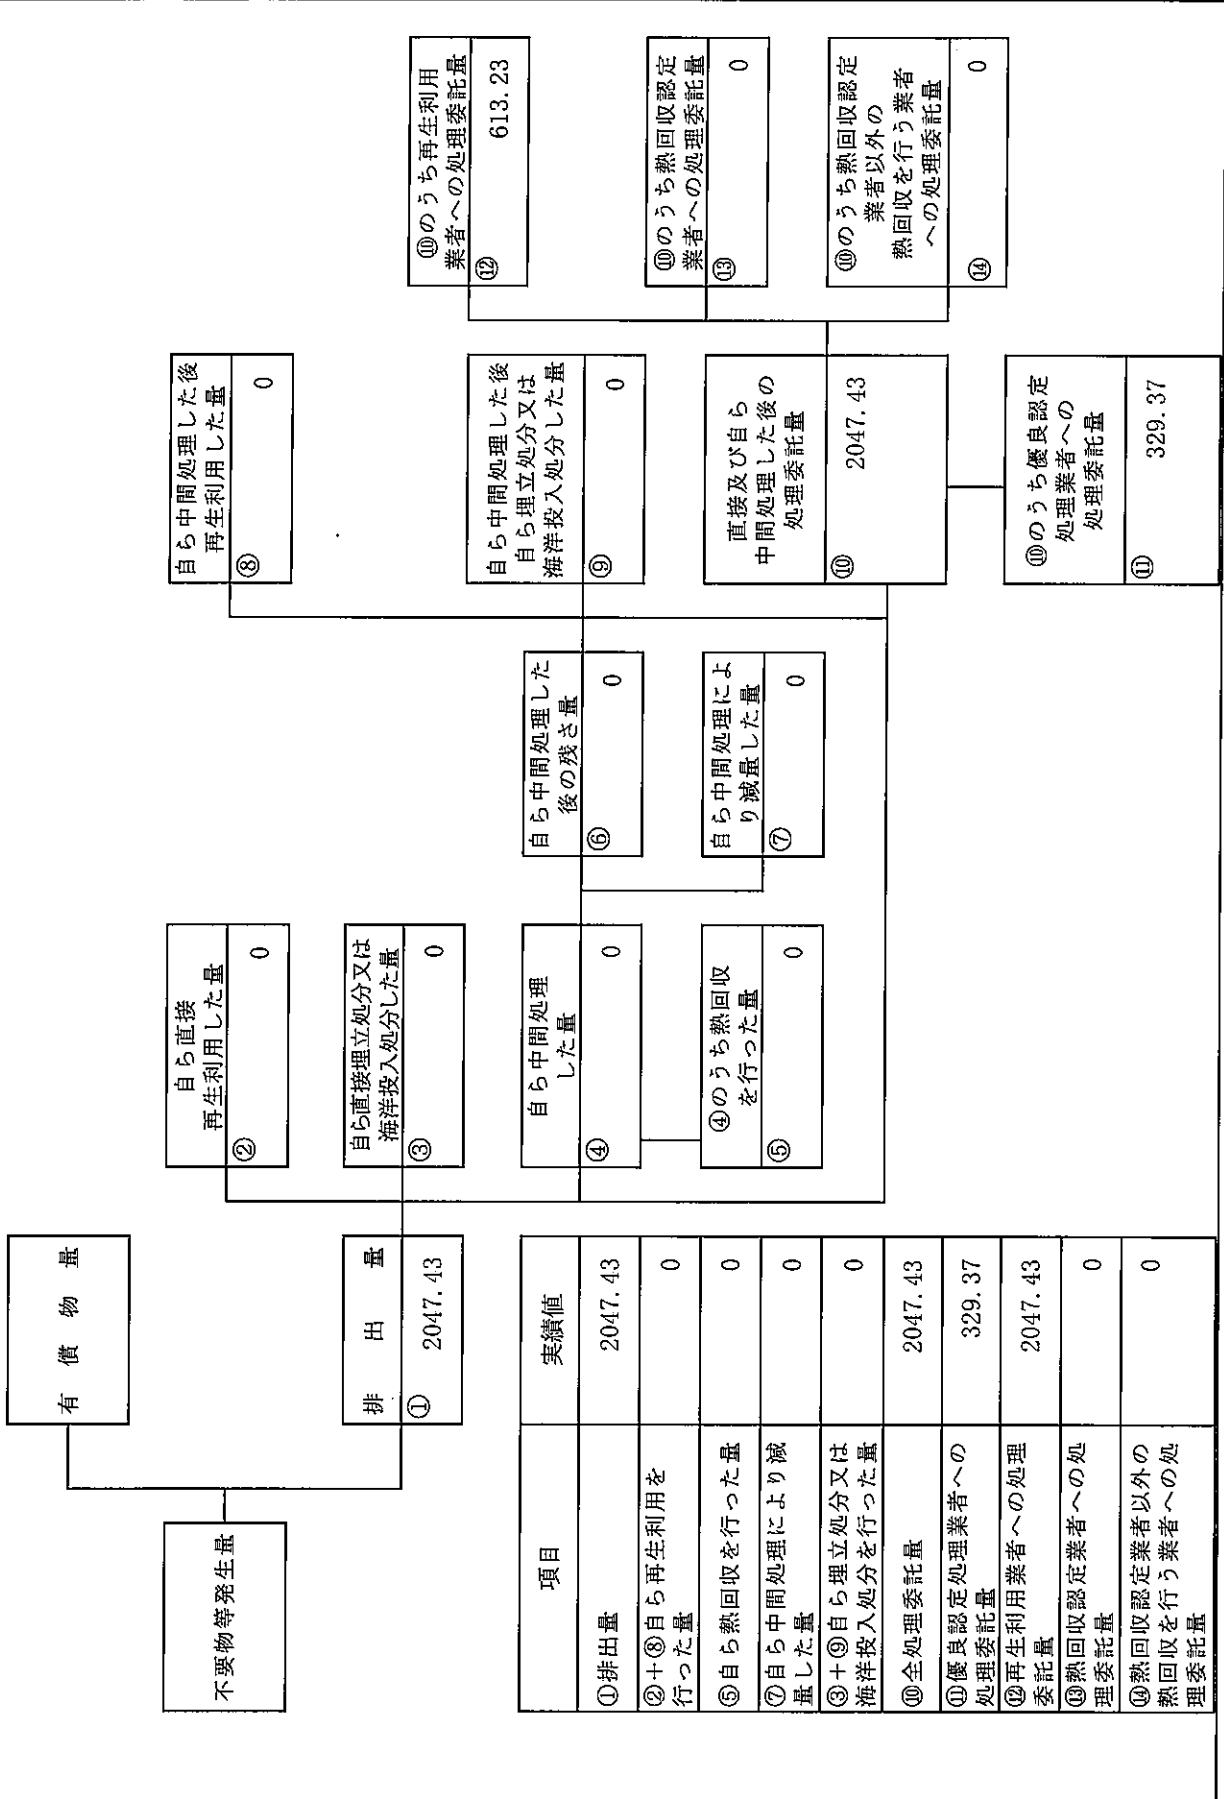 有償物量
不要物等発生量
排出量
① 2047.43
自ら直接
再生利用した量
② 0
自ら直接埋立処分又は
海洋投入処分した量
③ 0
自ら中間処理
した量
④ 0
④のうち熱回収
を行った量
⑤ 0
自ら中間処理した
後の残さ量
⑥ 0
自ら中間処理によ
り減量した量
⑦ 0
自ら中間処理した後
再生利用した量
⑧ 0
自ら中間処理した後
自ら埋立処分又は
海洋投入処分した量
⑨ 0
直接及び自ら
中間処理した後の
処理委託量
⑩ 2047.43
⑩のうち優良認定
処理業者への
処理委託量
⑪ 329.37
⑩のうち再生利用
業者への処理委託量
⑫ 613.23
⑩のうち熱回収認定
業者への処理委託量
⑬ 0
⑩のうち熱回収認定
業者以外の
熱回収を行う業者
への処理委託量
⑭ 0
項目 実績値
①排出量 2047.43
②+⑧自ら再生利用を
行った量 0
⑤自ら熱回収を行った量 0
⑦自ら中間処理により減
量した量 0
③+⑨自ら埋立処分又は
海洋投入処分を行った量 0
⑩全処理委託量 2047.43
⑪優良認定処理業者への
処理委託量 329.37
⑫再生利用業者への処理
委託量 2047.43
⑬熱回収認定業者への処
理委託量 0
⑭熱回収認定業者以外の
熱回収を行う業者への処
理委託量 0